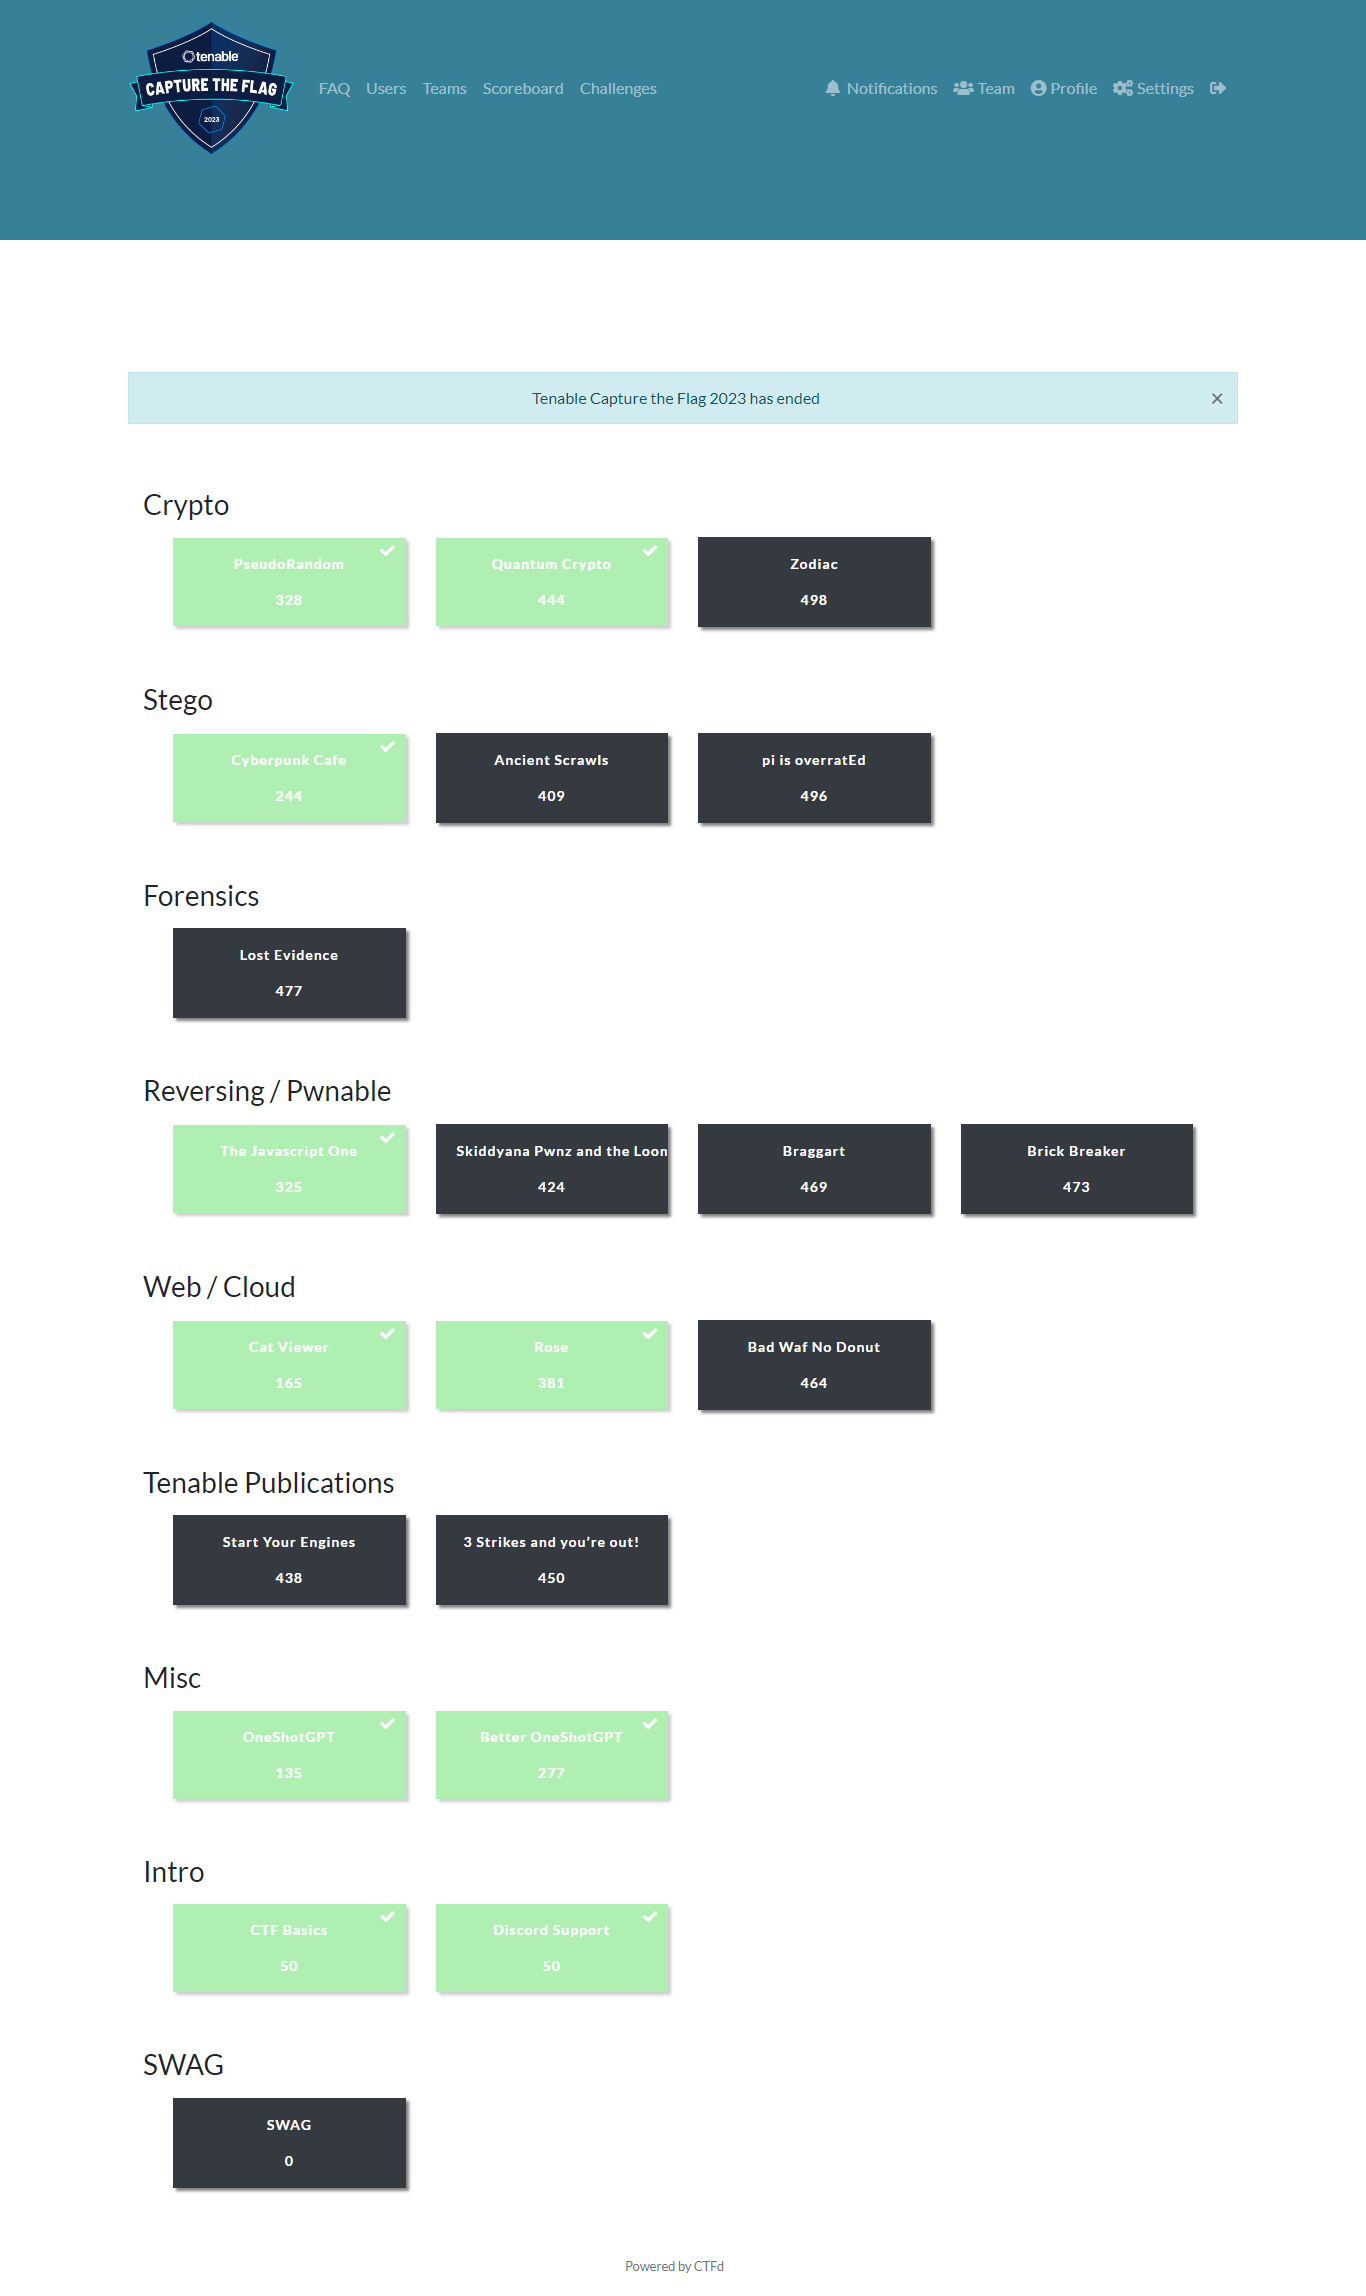 tenable
CAPTURE THE FLAG
2023
FAQ Users Teams Scoreboard Challenges Notifications Team Profile Settings
Tenable Capture the Flag 2023 has ended ×
Crypto
PseudoRandom Quantum Crypto Zodiac
328 444 498
Stego
Cyberpunk Cafe Ancient Scrawls pi is overratEd
244 409 496
Forensics
Lost Evidence
477
Reversing / Pwnable
The Javascript One Skiddyana Pwnz and the Loon Braggart Brick Breaker
325 424 469 473
Web / Cloud
Cat Viewer Rose Bad Waf No Donut
165 381 464
Tenable Publications
Start Your Engines 3 Strikes and you’re out!
438 450
Misc
OneShotGPT Better OneShotGPT
135 277
Intro
CTF Basics Discord Support
50 50
SWAG
SWAG
0
Powered by CTFd